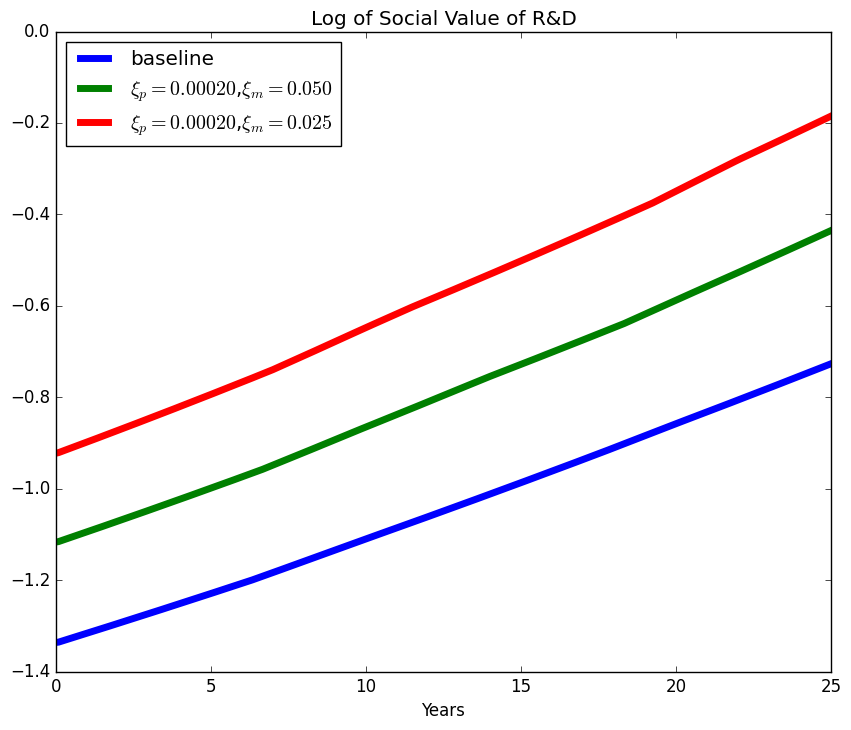 Log of Social Value of R&D
baseline
ξp = 0.00020,ξm = 0.050
ξp = 0.00020,ξm = 0.025
0.0
−0.2
−0.4
−0.6
−0.8
−1.0
−1.2
−1.4
0 5 10 15 20 25
Years